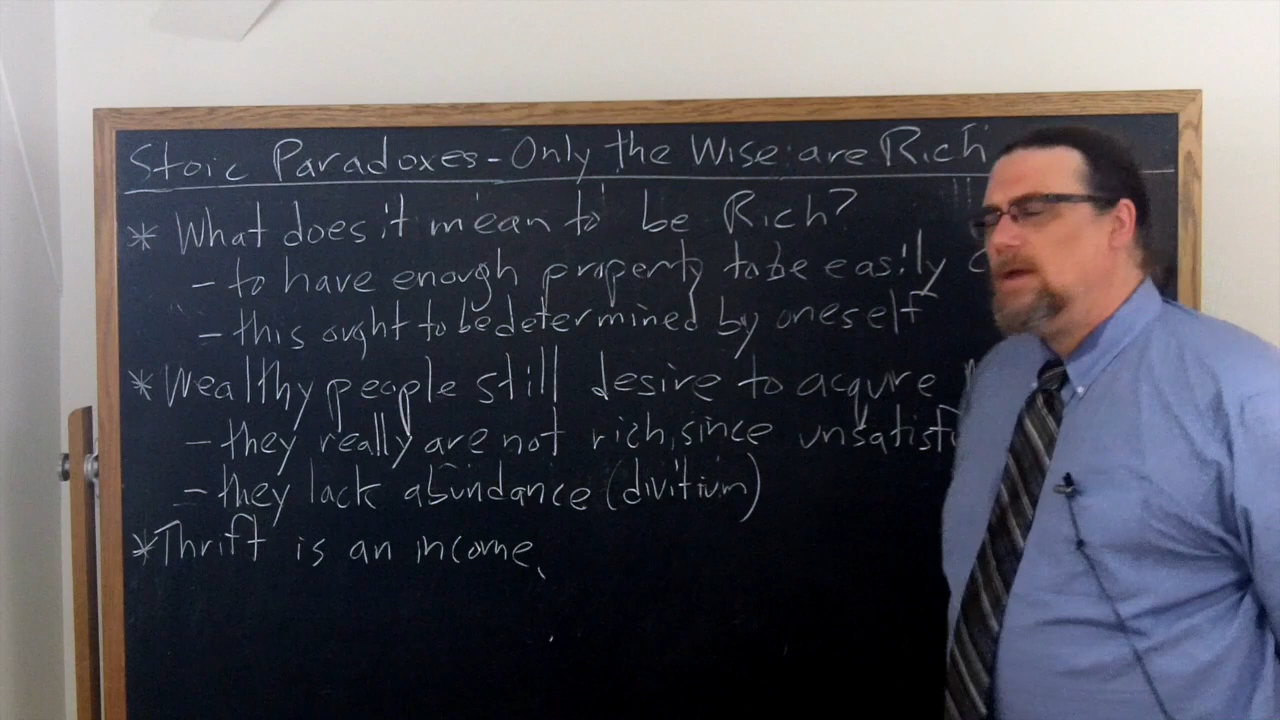 Stoic Paradoxes - Only the Wise are Rich
* What does it mean to be Rich?
- to have enough property to be easily
- this ought to be determined by oneself
* Wealthy people still desire to acqure
- they really are not rich, since unsatisf
- they lack abundance (divitium)
* Thrift is an income,